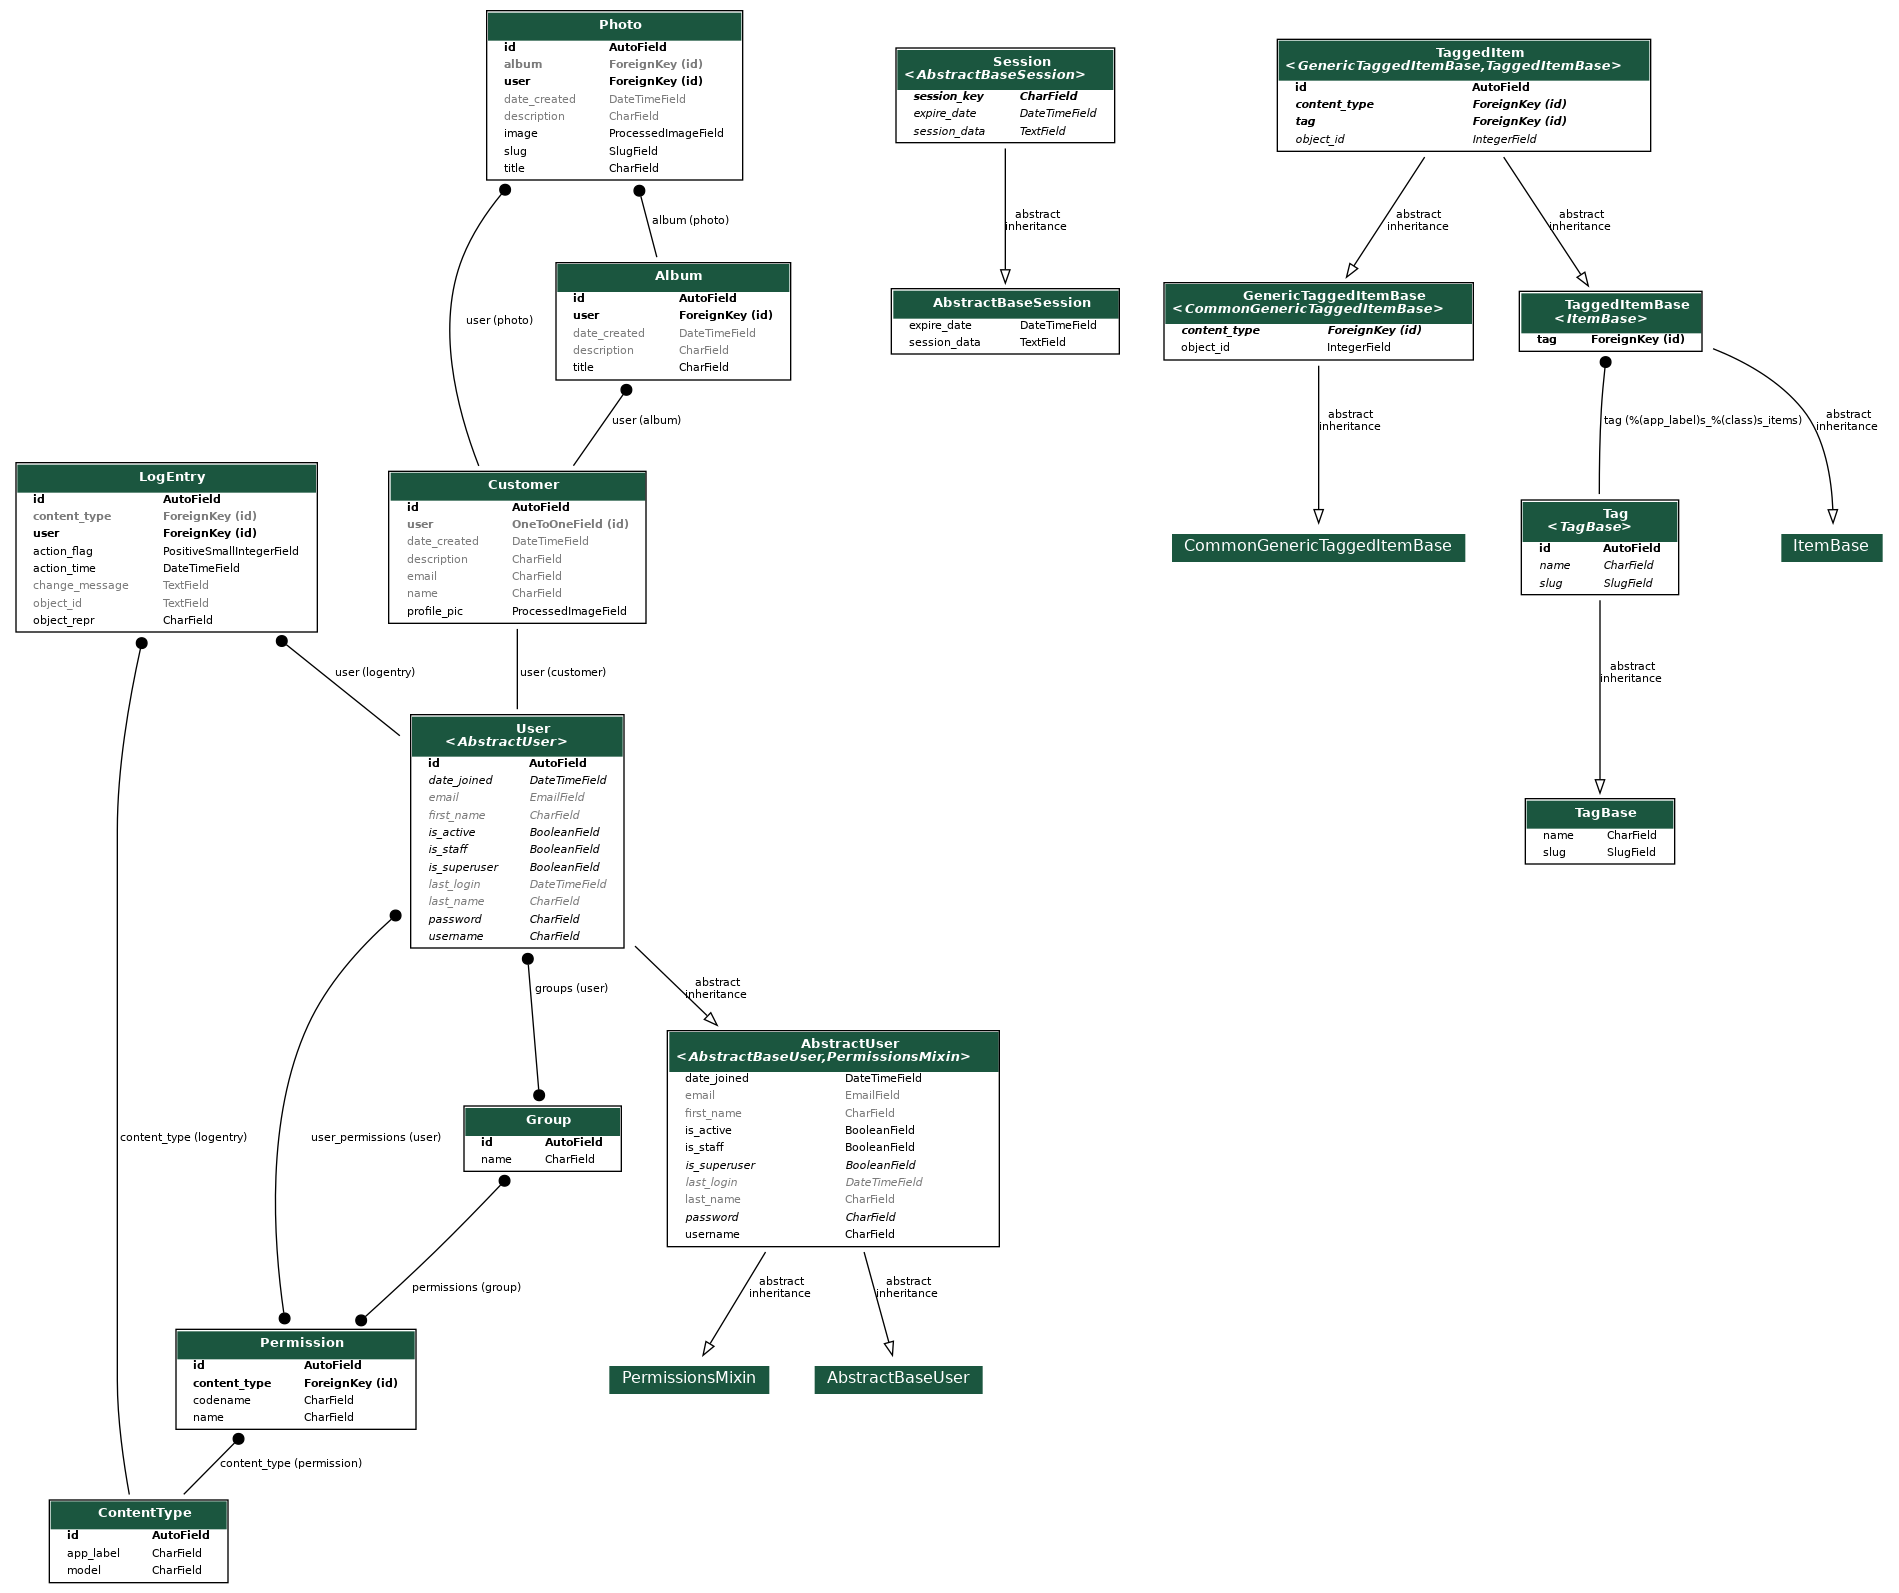 Photo
id AutoField
album ForeignKey (id)
user ForeignKey (id)
date_created DateTimeField
description CharField
image ProcessedImageField
slug SlugField
title CharField
user (photo)
album (photo)
Album
id AutoField
user ForeignKey (id)
date_created DateTimeField
description CharField
title CharField
user (album)
LogEntry
id AutoField
content_type ForeignKey (id)
user ForeignKey (id)
action_flag PositiveSmallIntegerField
action_time DateTimeField
change_message TextField
object_id TextField
object_repr CharField
Customer
id AutoField
user OneToOneField (id)
date_created DateTimeField
description CharField
email CharField
name CharField
profile_pic ProcessedImageField
user (logentry)
user (customer)
User
<AbstractUser>
id AutoField
date_joined DateTimeField
email EmailField
first_name CharField
is_active BooleanField
is_staff BooleanField
is_superuser BooleanField
last_login DateTimeField
last_name CharField
password CharField
username CharField
groups (user)
abstract
inheritance
content_type (logentry)
user_permissions (user)
Group
id AutoField
name CharField
permissions (group)
AbstractUser
<AbstractBaseUser,PermissionsMixin>
date_joined DateTimeField
email EmailField
first_name CharField
is_active BooleanField
is_staff BooleanField
is_superuser BooleanField
last_login DateTimeField
last_name CharField
password CharField
username CharField
abstract
inheritance
abstract
inheritance
PermissionsMixin
AbstractBaseUser
Permission
id AutoField
content_type ForeignKey (id)
codename CharField
name CharField
content_type (permission)
ContentType
id AutoField
app_label CharField
model CharField
Session
<AbstractBaseSession>
session_key CharField
expire_date DateTimeField
session_data TextField
abstract
inheritance
AbstractBaseSession
expire_date DateTimeField
session_data TextField
TaggedItem
<GenericTaggedItemBase,TaggedItemBase>
id AutoField
content_type ForeignKey (id)
tag ForeignKey (id)
object_id IntegerField
abstract
inheritance
abstract
inheritance
GenericTaggedItemBase
<CommonGenericTaggedItemBase>
content_type ForeignKey (id)
object_id IntegerField
abstract
inheritance
CommonGenericTaggedItemBase
TaggedItemBase
<ItemBase>
tag ForeignKey (id)
tag (%(app_label)s_%(class)s_items)
abstract
inheritance
ItemBase
Tag
<TagBase>
id AutoField
name CharField
slug SlugField
abstract
inheritance
TagBase
name CharField
slug SlugField